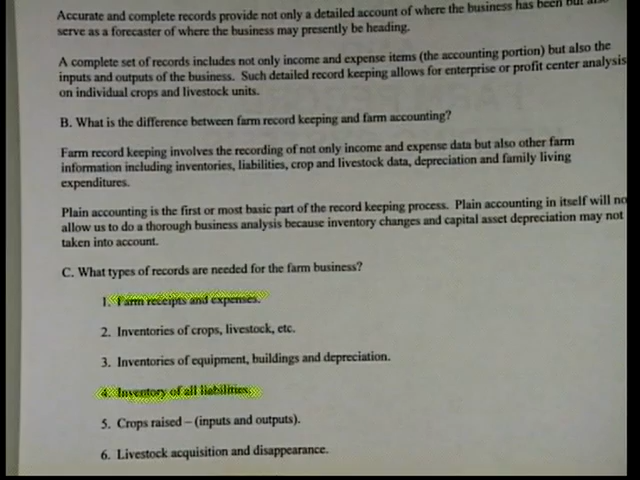 Accurate and complete records provide not only a detailed account of where the business has been but also
serve as a forecaster of where the business may presently be heading.
A complete set of records includes not only income and expense items (the accounting portion) but also the
inputs and outputs of the business. Such detailed record keeping allows for enterprise or profit center analysis
on individual crops and livestock units.
B. What is the difference between farm record keeping and farm accounting?
Farm record keeping involves the recording of not only income and expense data but also other farm
information including inventories, liabilities, crop and livestock data, depreciation and family living
expenditures.
Plain accounting is the first or most basic part of the record keeping process. Plain accounting in itself will no
allow us to do a thorough business analysis because inventory changes and capital asset depreciation may not
taken into account.
C. What types of records are needed for the farm business?
1. Farm receipts and expenses.
2. Inventories of crops, livestock, etc.
3. Inventories of equipment, buildings and depreciation.
4. Inventory of all liabilities.
5. Crops raised – (inputs and outputs).
6. Livestock acquisition and disappearance.